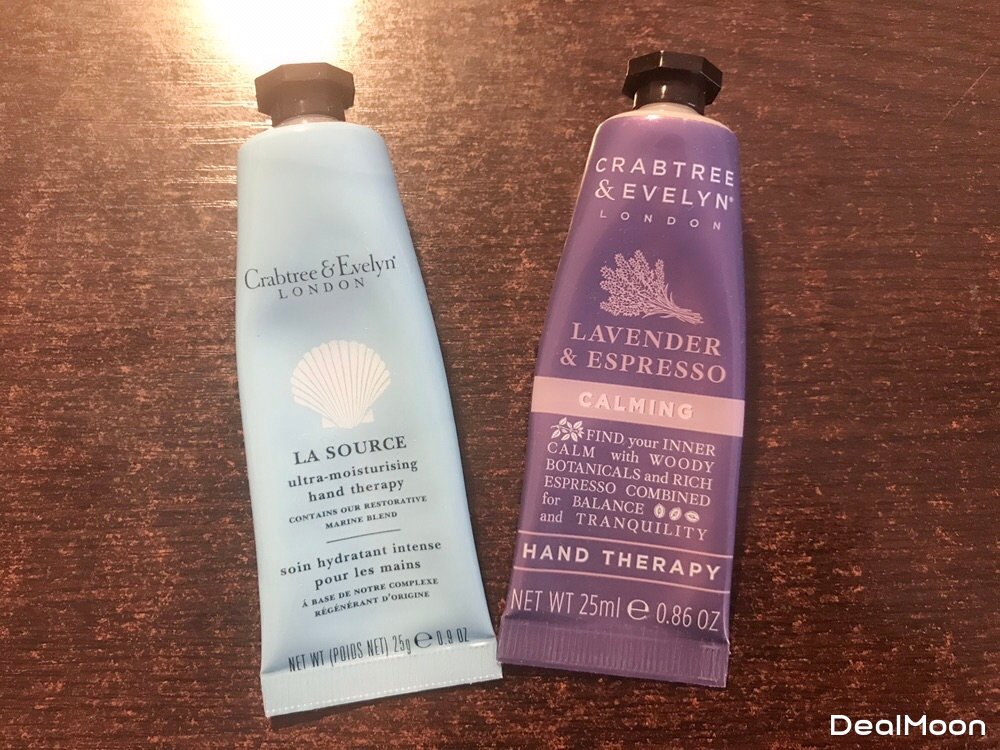 Crabtree & Evelyn®
LONDON
LA SOURCE
ultra-moisturising
hand therapy
CONTAINS OUR RESTORATIVE
MARINE BLEND
soin hydratant intense
pour les mains
À BASE DE NOTRE COMPLEXE
RÉGÉNÉRANT D'ORIGINE
NET WT (POIDS NET) 25g ℮ 0.9 OZ
CRABTREE
& EVELYN®
LONDON
LAVENDER
& ESPRESSO
CALMING
FIND your INNER
CALM with WOODY
BOTANICALS and RICH
ESPRESSO COMBINED
for BALANCE
and TRANQUILITY
HAND THERAPY
NET WT 25ml ℮ 0.86 OZ
DealMoon